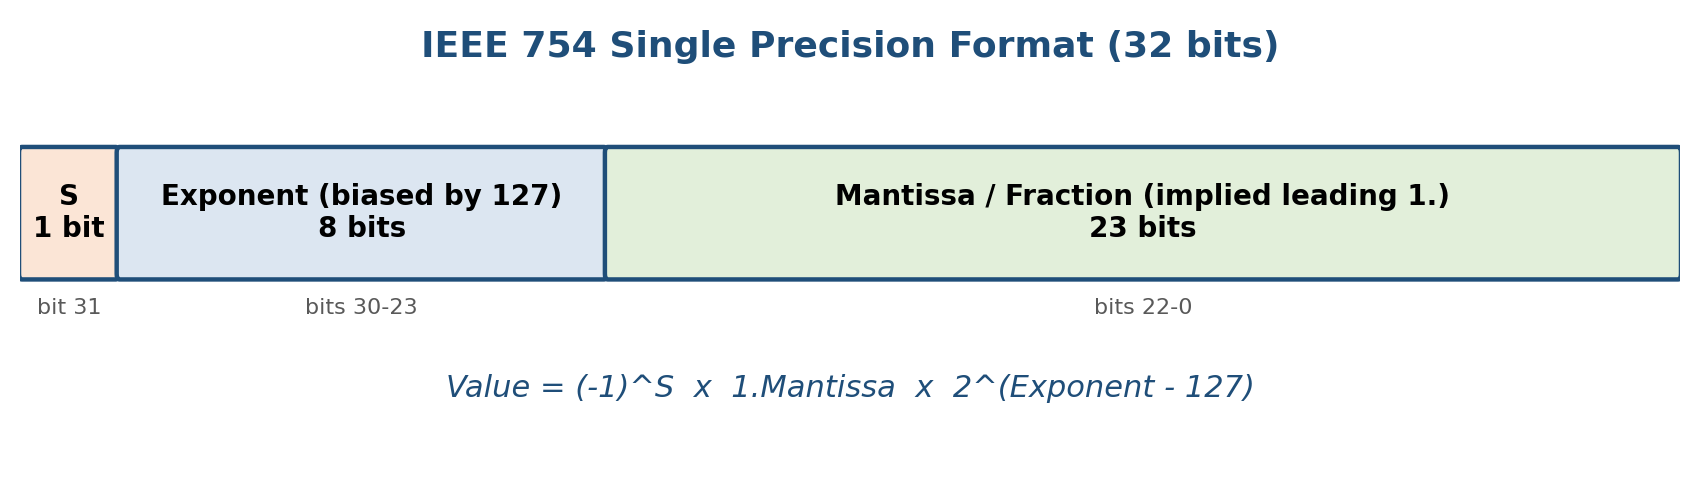 IEEE 754 Single Precision Format (32 bits)
S
1 bit
Exponent (biased by 127)
8 bits
Mantissa / Fraction (implied leading 1.)
23 bits
bit 31
bits 30-23
bits 22-0
Value = (-1)^S x 1.Mantissa x 2^(Exponent - 127)